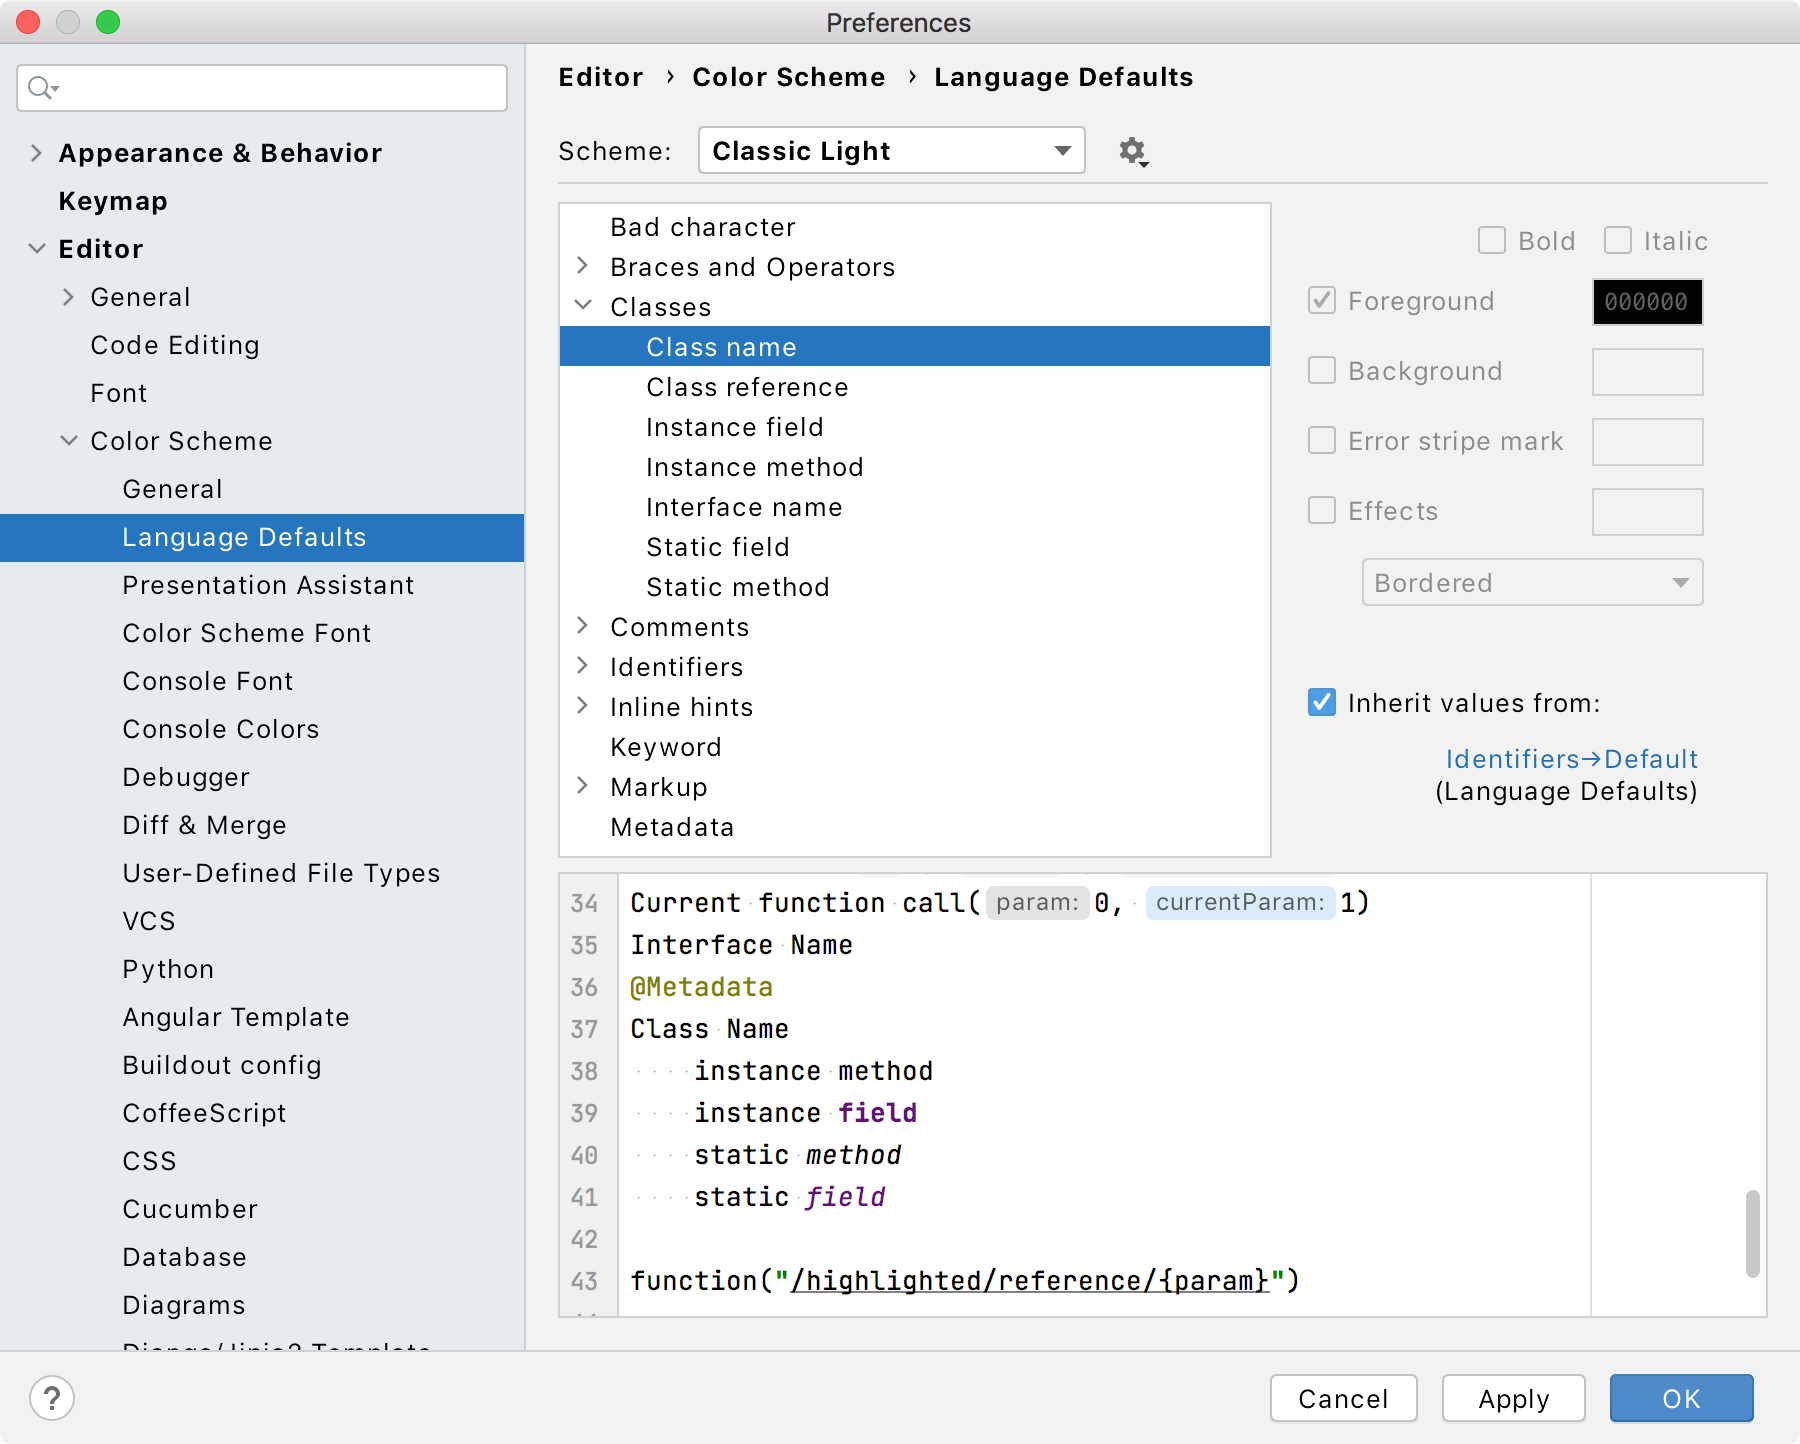 Preferences
Appearance & Behavior
Keymap
Editor
General
Code Editing
Font
Color Scheme
General
Language Defaults
Presentation Assistant
Color Scheme Font
Console Font
Console Colors
Debugger
Diff & Merge
User-Defined File Types
VCS
Python
Angular Template
Buildout config
CoffeeScript
CSS
Cucumber
Database
Diagrams
Django/Jinja2 Template
Editor › Color Scheme › Language Defaults
Scheme: Classic Light
Bad character
Braces and Operators
Classes
Class name
Class reference
Instance field
Instance method
Interface name
Static field
Static method
Comments
Identifiers
Inline hints
Keyword
Markup
Metadata
Bold Italic
Foreground 000000
Background
Error stripe mark
Effects
Bordered
Inherit values from:
Identifiers→Default
(Language Defaults)
34 Current function call( param: 0, currentParam: 1)
35 Interface Name
36 @Metadata
37 Class Name
38 instance method
39 instance field
40 static method
41 static field
42
43 function("/highlighted/reference/{param}")
?
Cancel Apply OK